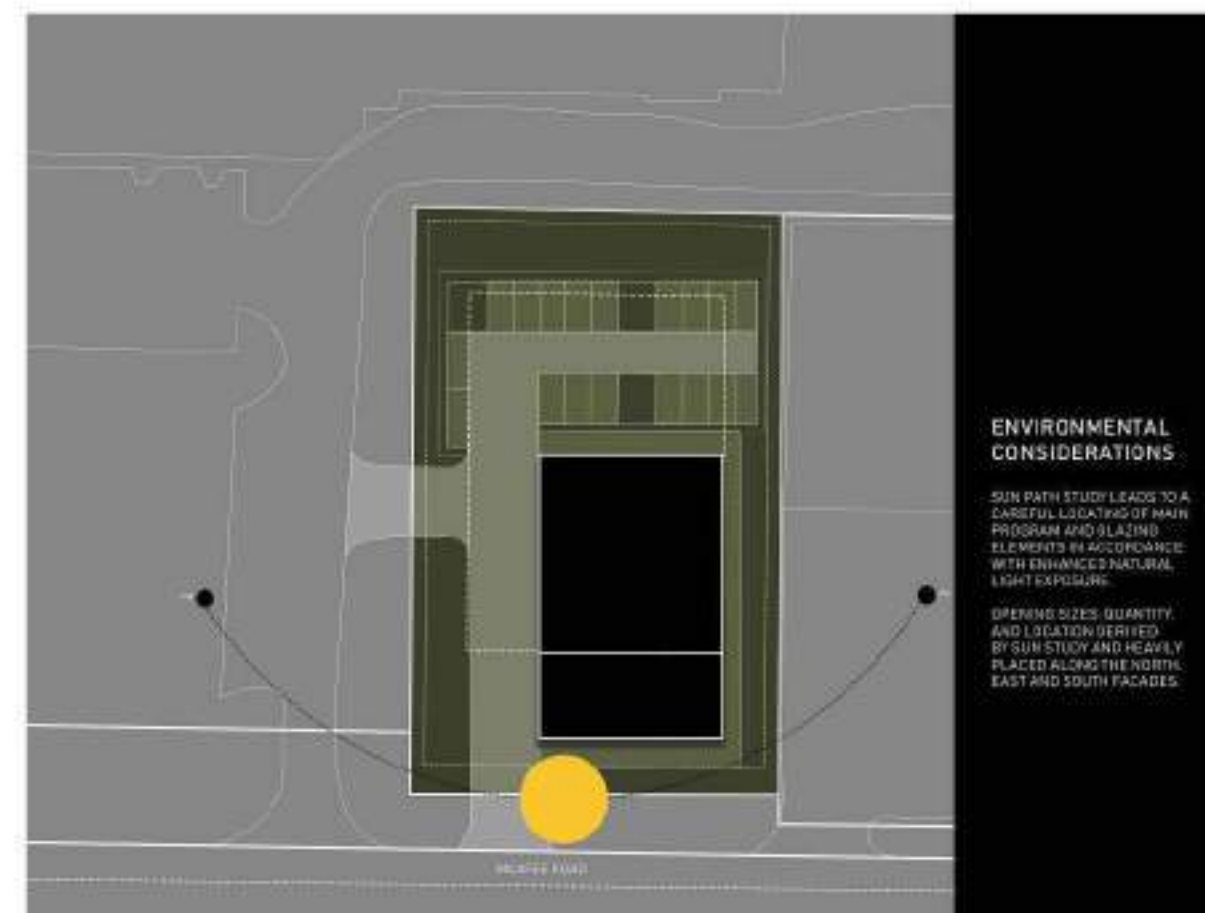 ENVIRONMENTAL
CONSIDERATIONS
SUN PATH STUDY LEADS TO A
CAREFUL LOCATING OF MAIN
PROGRAM AND GLAZING
ELEMENTS IN ACCORDANCE
WITH ENHANCED NATURAL
LIGHT EXPOSURE.
OPENING SIZES, QUANTITY,
AND LOCATION DERIVED
BY SUN STUDY AND HEAVILY
PLACED ALONG THE NORTH,
EAST AND SOUTH FACADES.
ROAD